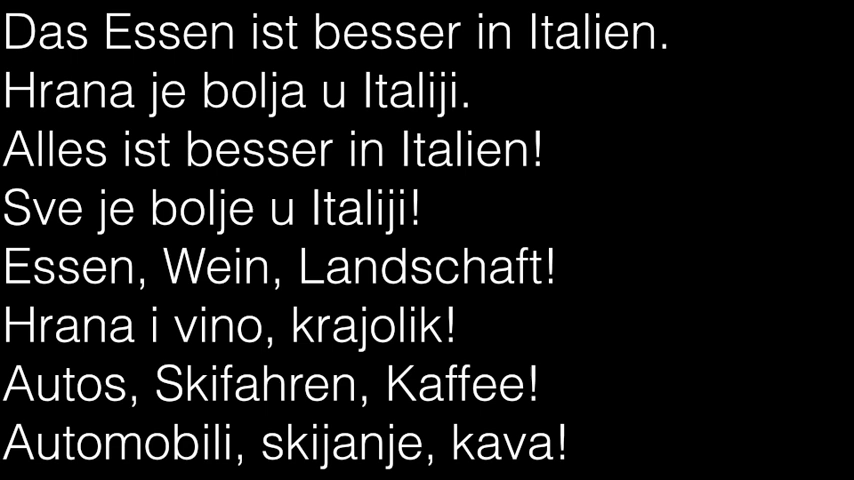 Das Essen ist besser in Italien.
Hrana je bolja u Italiji.
Alles ist besser in Italien!
Sve je bolje u Italiji!
Essen, Wein, Landschaft!
Hrana i vino, krajolik!
Autos, Skifahren, Kaffee!
Automobili, skijanje, kava!